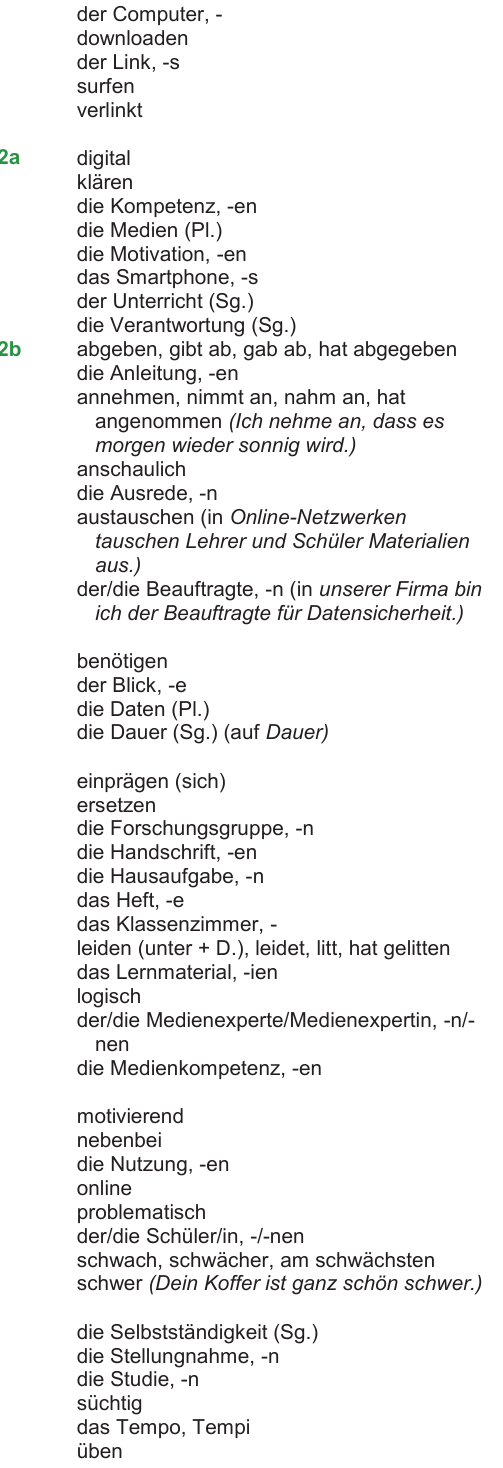 der Computer, -
downloaden
der Link, -s
surfen
verlinkt
2a digital
klären
die Kompetenz, -en
die Medien (Pl.)
die Motivation, -en
das Smartphone, -s
der Unterricht (Sg.)
die Verantwortung (Sg.)
2b abgeben, gibt ab, gab ab, hat abgegeben
die Anleitung, -en
annehmen, nimmt an, nahm an, hat
angenommen (Ich nehme an, dass es
morgen wieder sonnig wird.)
anschaulich
die Ausrede, -n
austauschen (in Online-Netzwerken
tauschen Lehrer und Schüler Materialien
aus.)
der/die Beauftragte, -n (in unserer Firma bin
ich der Beauftragte für Datensicherheit.)
benötigen
der Blick, -e
die Daten (Pl.)
die Dauer (Sg.) (auf Dauer)
einprägen (sich)
ersetzen
die Forschungsgruppe, -n
die Handschrift, -en
die Hausaufgabe, -n
das Heft, -e
das Klassenzimmer, -
leiden (unter + D.), leidet, litt, hat gelitten
das Lernmaterial, -ien
logisch
der/die Medienexperte/Medienexpertin, -n/-
nen
die Medienkompetenz, -en
motivierend
nebenbei
die Nutzung, -en
online
problematisch
der/die Schüler/in, -/-nen
schwach, schwächer, am schwächsten
schwer (Dein Koffer ist ganz schön schwer.)
die Selbstständigkeit (Sg.)
die Stellungnahme, -n
die Studie, -n
süchtig
das Tempo, Tempi
üben